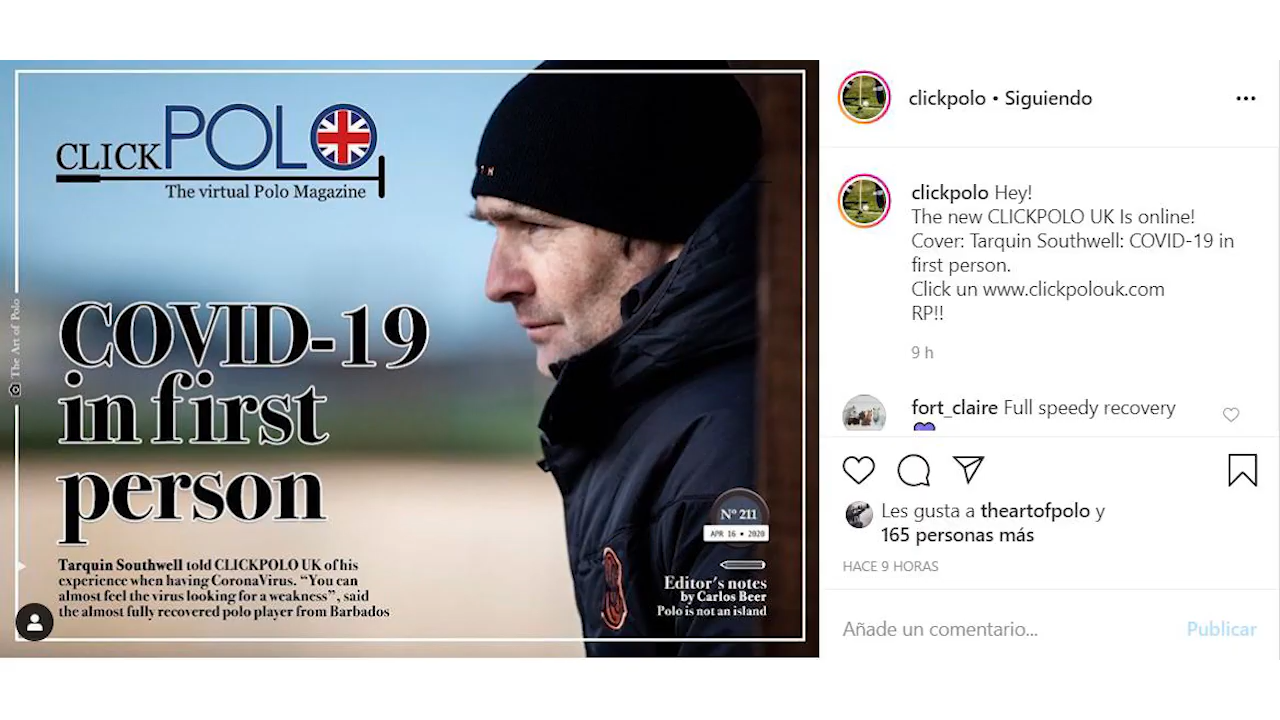 CLICKPOLO
The virtual Polo Magazine
The Art of Polo
COVID-19
in first
person
Tarquin Southwell told CLICKPOLO UK of his
experience when having CoronaVirus. “You can
almost feel the virus looking for a weakness”, said
the almost fully recovered polo player from Barbados
Nº 211
APR 16 • 2020
Editor's notes
by Carlos Beer
Polo is not an island
clickpolo • Siguiendo
clickpolo Hey!
The new CLICKPOLO UK Is online!
Cover: Tarquin Southwell: COVID-19 in
first person.
Click un www.clickpolouk.com
RP!!
9 h
fort_claire Full speedy recovery
Les gusta a theartofpolo y
165 personas más
HACE 9 HORAS
Añade un comentario...
Publicar